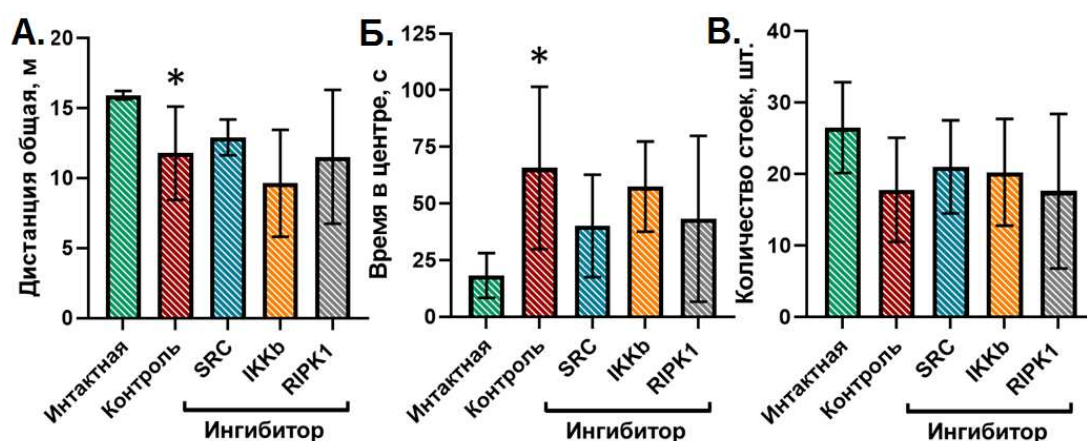 А.
Дистанция общая, м
20
15
10
5
0
*
Интактная
Контроль
SRC
IKKb
RIPK1
Ингибитор
Б.
Время в центре, с
125
100
75
50
25
0
*
Интактная
Контроль
SRC
IKKb
RIPK1
Ингибитор
В.
Количество стоек, шт.
40
30
20
10
0
Интактная
Контроль
SRC
IKKb
RIPK1
Ингибитор